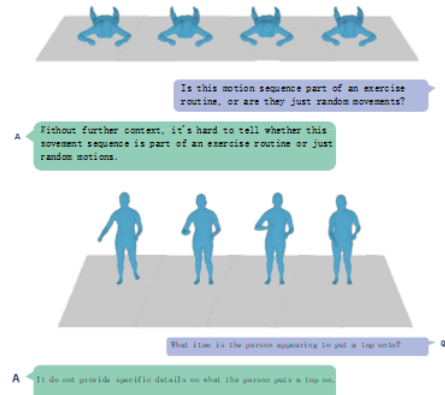 Is this motion sequence part of an exercise
routine, or are they just random movements?
A
Without further context, it's hard to tell whether this
movement sequence is part of an exercise routine or just
random motions.
What item is the person appearing to put a top onto?
Q
A
It do not provide specific details on what the person puts a top on.